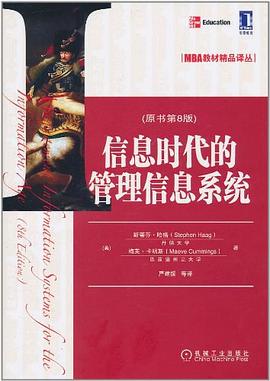 Education
MBA教材精品译丛
(原书第8版)
信息时代的
管理信息系统
(美)
斯蒂芬·哈格 (Stephen Haag)
丹佛大学
梅芙·卡明斯 (Maeve Cummings)
匹兹堡州立大学
著
等译
机械工业出版社
China Machine Press
Information Systems for the
Information Age
(8th Edition)